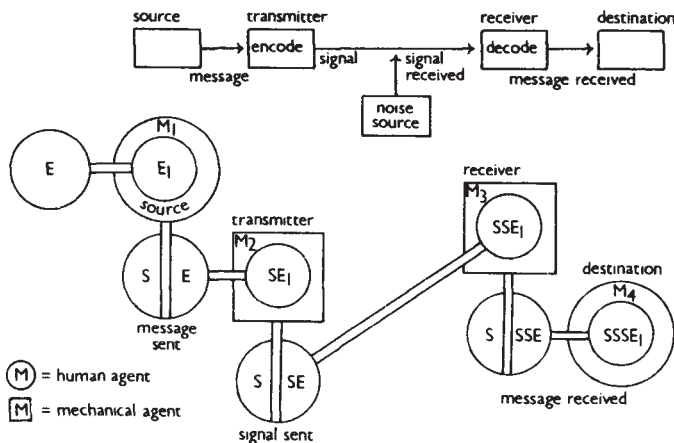 source
transmitter
receiver
destination
encode
decode
message
signal
signal
received
message received
noise
source
E
M1
E1
source
S E
message
sent
transmitter
M2
SE1
S SE
signal sent
receiver
M3
SSE1
S SSE
message received
destination
M4
SSSE1
M = human agent
M = mechanical agent